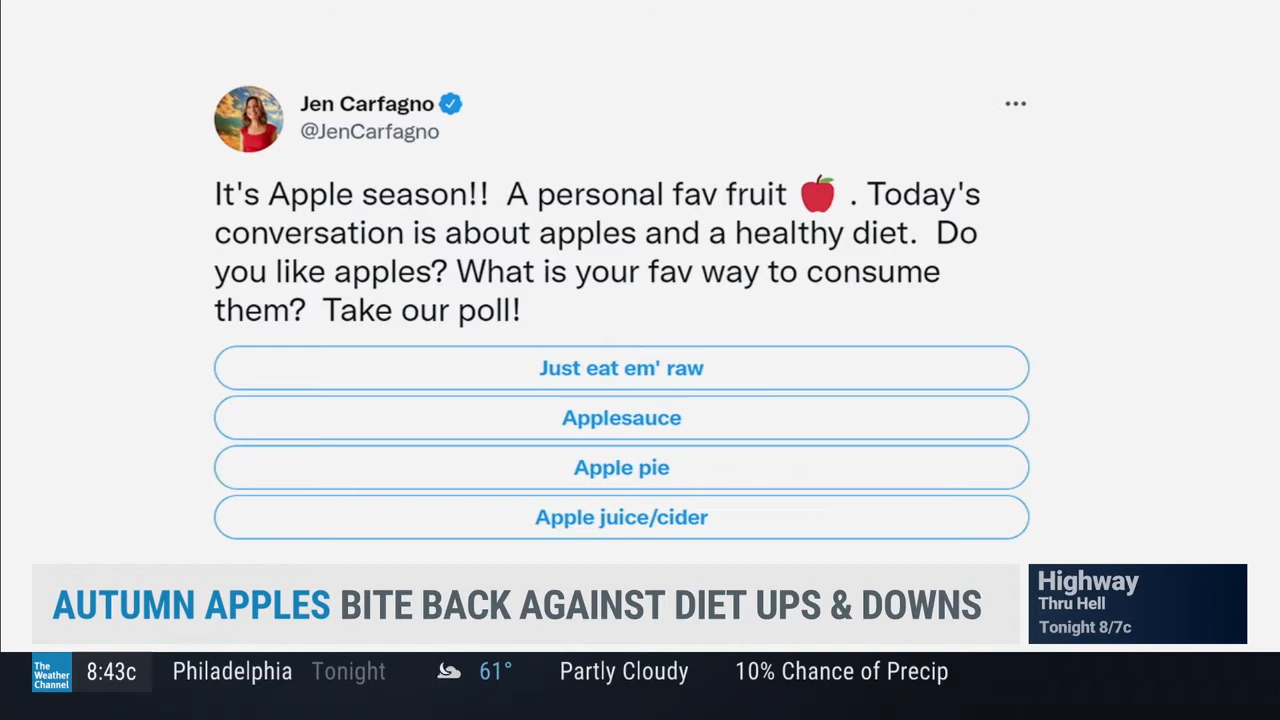 Jen Carfagno
@JenCarfagno
It's Apple season!! A personal fav fruit 🍎 . Today's
conversation is about apples and a healthy diet. Do
you like apples? What is your fav way to consume
them? Take our poll!
Just eat em' raw
Applesauce
Apple pie
Apple juice/cider
AUTUMN APPLES BITE BACK AGAINST DIET UPS & DOWNS
Highway
Thru Hell
Tonight 8/7c
The
Weather
Channel
8:43c Philadelphia Tonight 61° Partly Cloudy 10% Chance of Precip